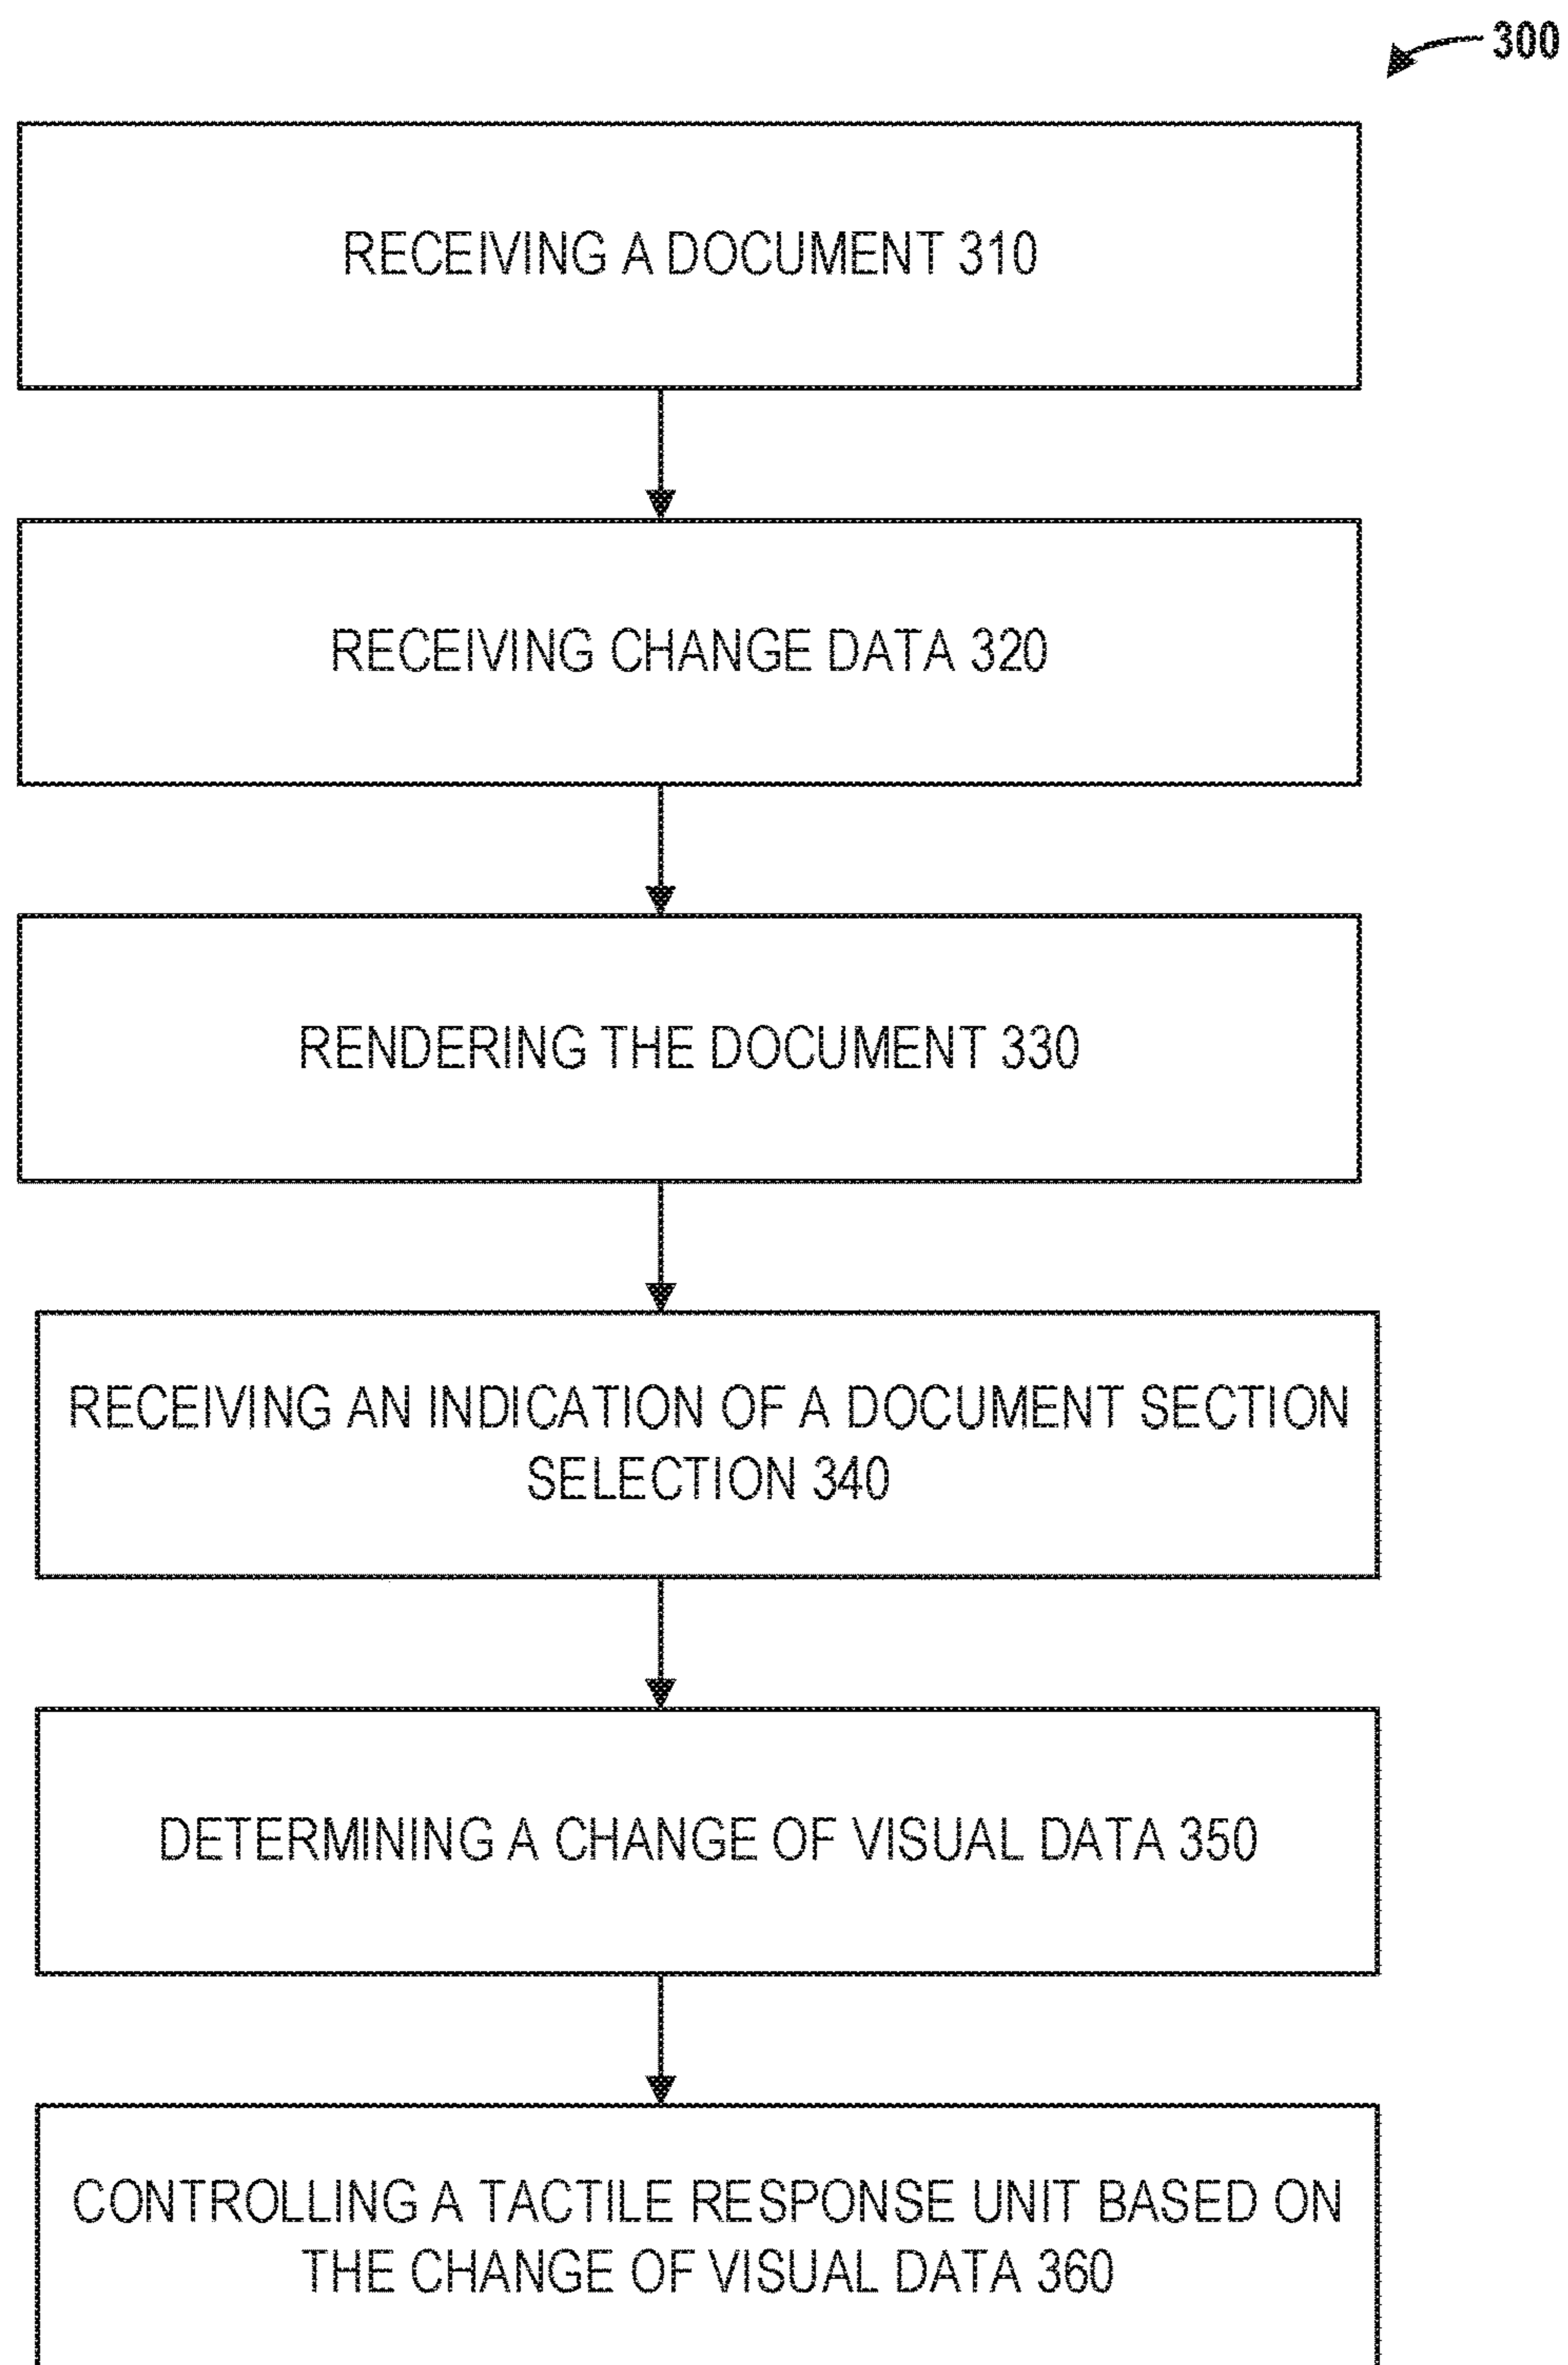 300
RECEIVING A DOCUMENT 310
RECEIVING CHANGE DATA 320
RENDERING THE DOCUMENT 330
RECEIVING AN INDICATION OF A DOCUMENT SECTION
SELECTION 340
DETERMINING A CHANGE OF VISUAL DATA 350
CONTROLLING A TACTILE RESPONSE UNIT BASED ON
THE CHANGE OF VISUAL DATA 360